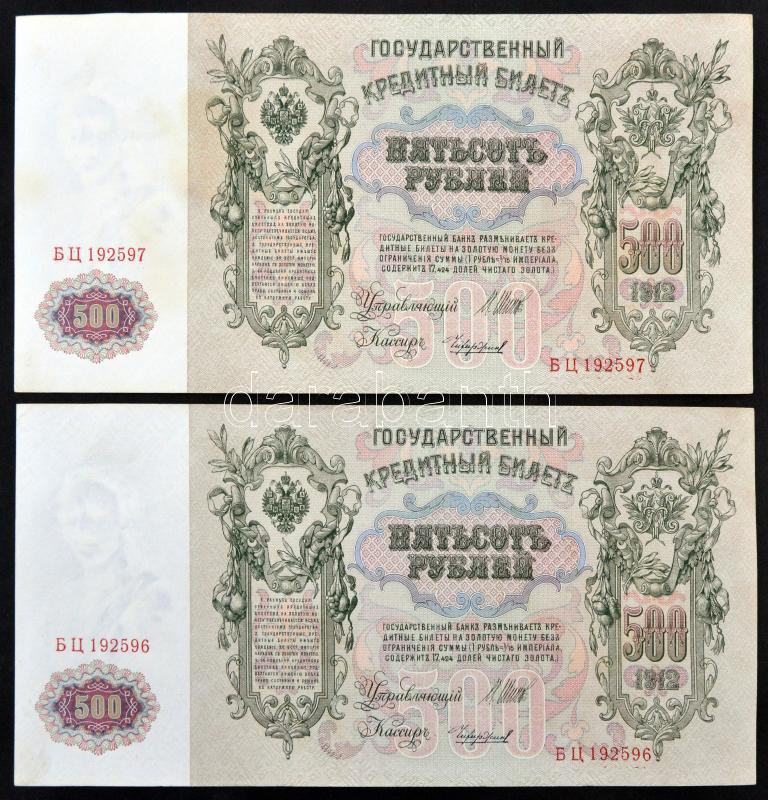 ГОСУДАРСТВЕННЫЙ
КРЕДИТНЫЙ БИЛЕТЪ
ПЯТЬСОТЪ
РУБЛЕЙ
ГОСУДАРСТВЕННЫЙ БАНКЪ РАЗМѢНИВАЕТЪ КРЕ-
ДИТНЫЕ БИЛЕТЫ НА ЗОЛОТУЮ МОНЕТУ БЕЗЪ
ОГРАНИЧЕНІЯ СУММЫ (1 РУБЛЬ=1/15 ИМПЕРІАЛА,
СОДЕРЖИТЪ 17,424 ДОЛЕЙ ЧИСТАГО ЗОЛОТА).
БЦ 192597
500
500
1912
500
Управляющій
Кассиръ
БЦ 192597
darabanth
ГОСУДАРСТВЕННЫЙ
КРЕДИТНЫЙ БИЛЕТЪ
ПЯТЬСОТЪ
РУБЛЕЙ
ГОСУДАРСТВЕННЫЙ БАНКЪ РАЗМѢНИВАЕТЪ КРЕ-
ДИТНЫЕ БИЛЕТЫ НА ЗОЛОТУЮ МОНЕТУ БЕЗЪ
ОГРАНИЧЕНІЯ СУММЫ (1 РУБЛЬ=1/15 ИМПЕРІАЛА,
СОДЕРЖИТЪ 17,424 ДОЛЕЙ ЧИСТАГО ЗОЛОТА).
БЦ 192596
500
500
1912
500
Управляющій
Кассиръ
БЦ 192596